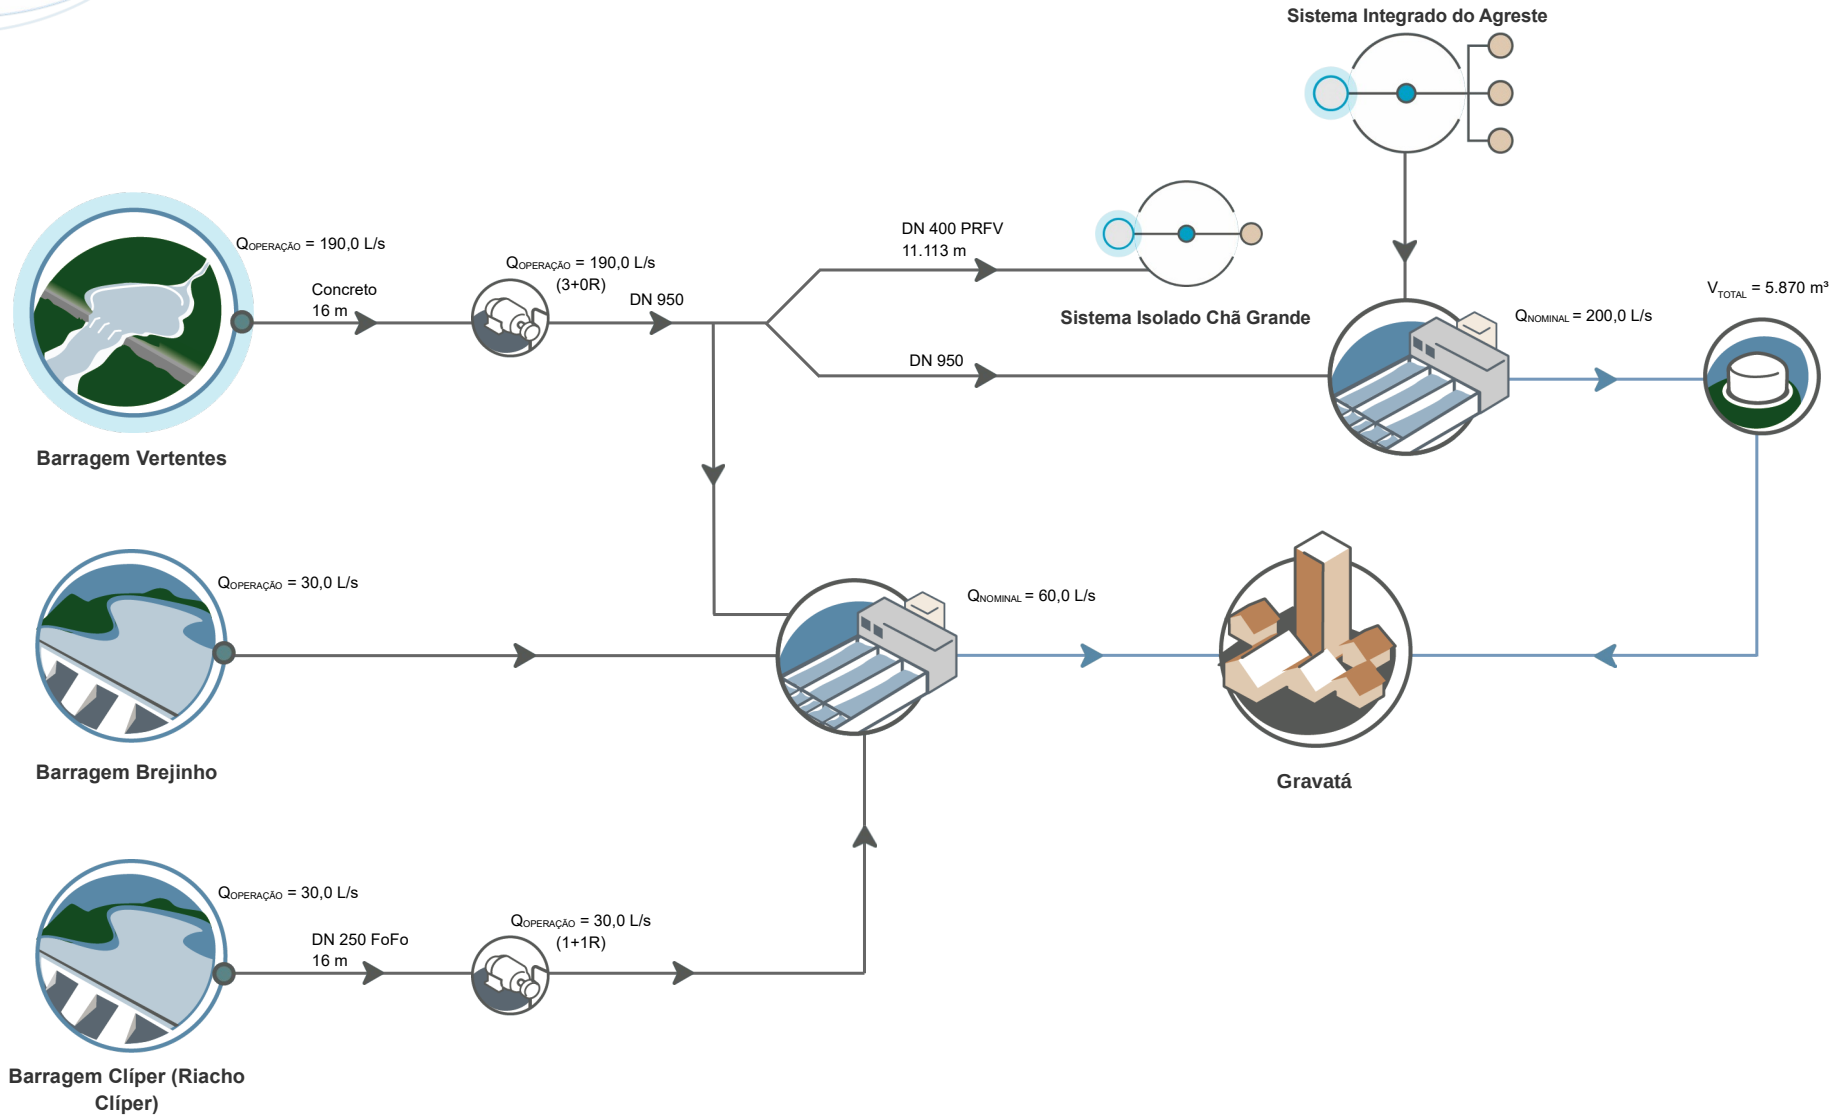 Sistema Integrado do Agreste
QOPERAÇÃO = 190,0 L/s
Concreto
16 m
QOPERAÇÃO = 190,0 L/s
(3+0R)
DN 950
DN 400 PRFV
11.113 m
Sistema Isolado Chã Grande
DN 950
QNOMINAL = 200,0 L/s
VTOTAL = 5.870 m³
Barragem Vertentes
QOPERAÇÃO = 30,0 L/s
QNOMINAL = 60,0 L/s
Barragem Brejinho
Gravatá
QOPERAÇÃO = 30,0 L/s
DN 250 FoFo
16 m
QOPERAÇÃO = 30,0 L/s
(1+1R)
Barragem Clíper (Riacho
Clíper)